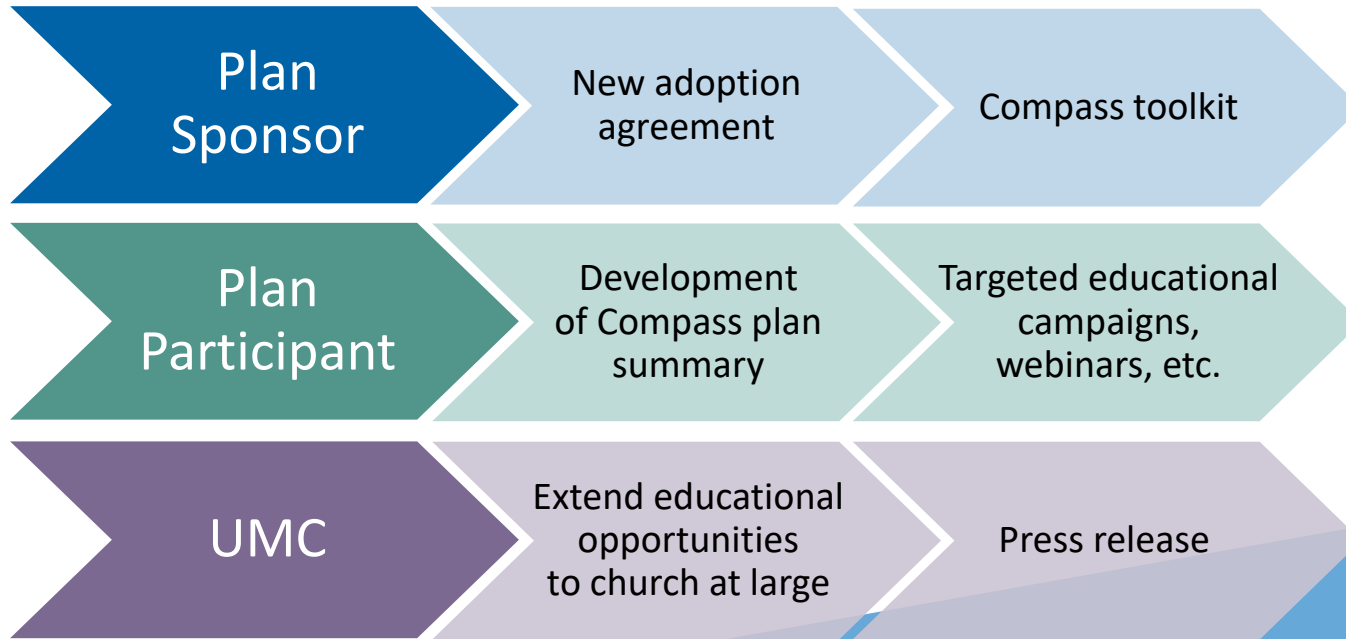 Plan
Sponsor
New adoption
agreement
Compass toolkit
Plan
Participant
Development
of Compass plan
summary
Targeted educational
campaigns,
webinars, etc.
UMC
Extend educational
opportunities
to church at large
Press release